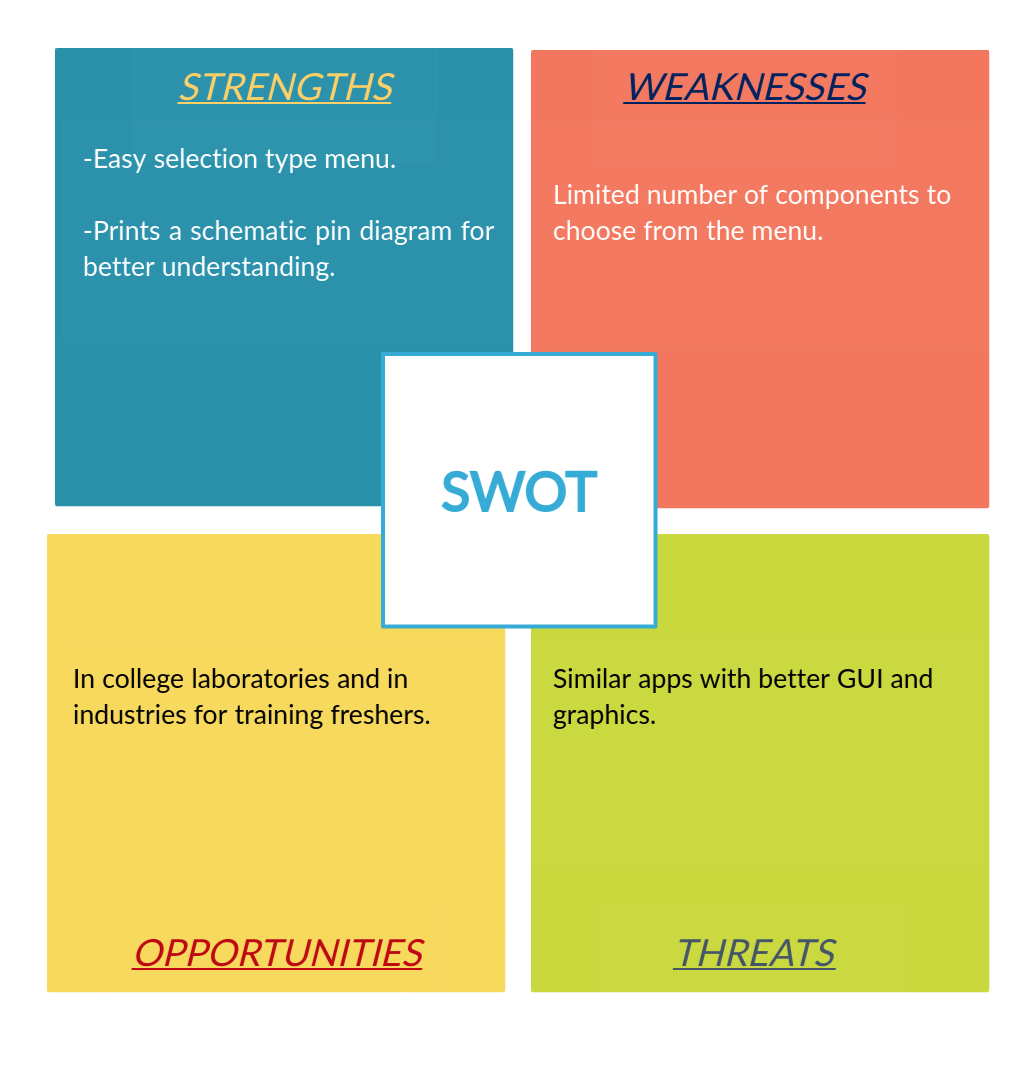 STRENGTHS
-Easy selection type menu.
-Prints a schematic pin diagram for
better understanding.
WEAKNESSES
Limited number of components to
choose from the menu.
SWOT
In college laboratories and in
industries for training freshers.
OPPORTUNITIES
Similar apps with better GUI and
graphics.
THREATS